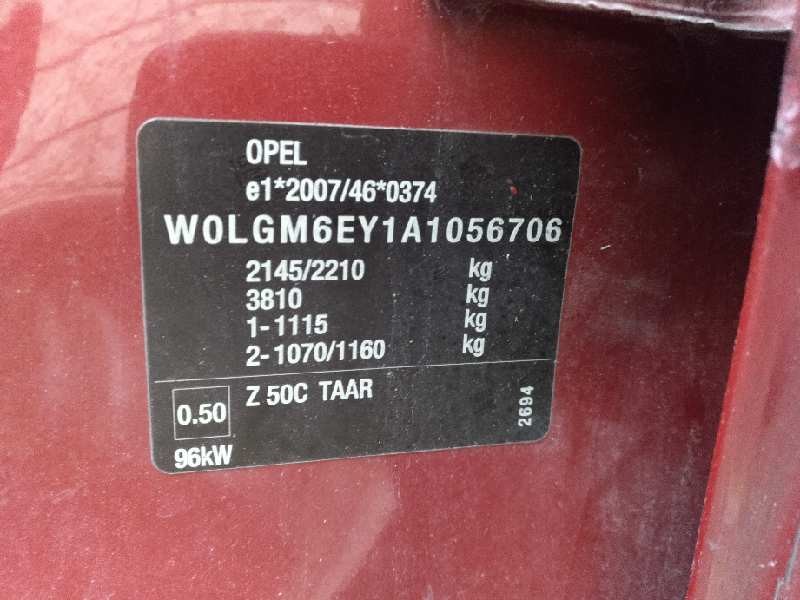 OPEL
e1*2007/46*0374
W0LGM6EY1A1056706
2145/2210 kg
3810 kg
1-1115 kg
2-1070/1160 kg
0.50 Z 50C TAAR
96kW
2694